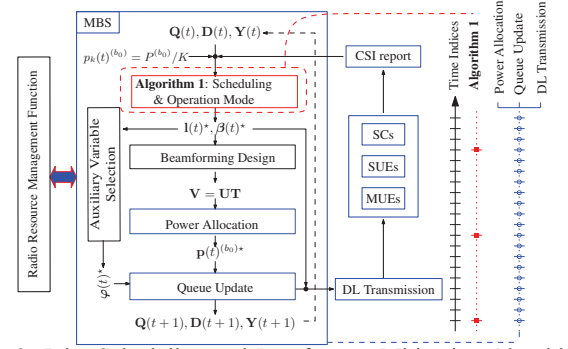 MBS
Q(t), D(t), Y(t)
p_k(t)^{(b_0)} = P^{(b_0)}/K
Algorithm 1: Scheduling
& Operation Mode
l(t)*, β(t)*
Beamforming Design
V = UT
Power Allocation
p(t)^{(b_0)*}
Queue Update
Q(t+1), D(t+1), Y(t+1)
Auxiliary Variable
Selection
φ(t)*
Radio Resource Management Function
CSI report
SCs
SUEs
MUEs
DL Transmission
Time Indices
Algorithm 1
Power Allocation
Queue Update
DL Transmission